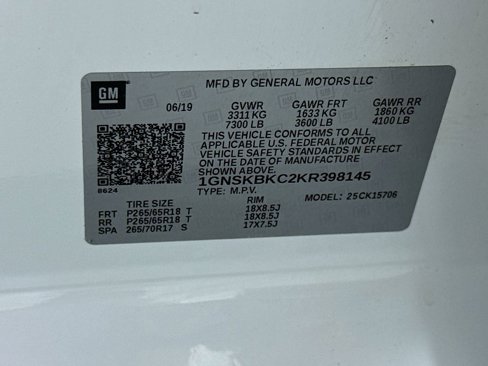 MFD BY GENERAL MOTORS LLC
GM
06/19 GVWR GAWR FRT GAWR RR
3311 KG 1633 KG 1860 KG
7300 LB 3600 LB 4100 LB
THIS VEHICLE CONFORMS TO ALL
APPLICABLE U.S. FEDERAL MOTOR
VEHICLE SAFETY STANDARDS IN EFFECT
ON THE DATE OF MANUFACTURE
SHOWN ABOVE.
1GNSKBKC2KR398145
8624
TYPE: M.P.V.
TIRE SIZE RIM MODEL: 25CK15706
FRT P265/65R18 T 18X8.5J
RR P265/65R18 T 18X8.5J
SPA 265/70R17 S 17X7.5J